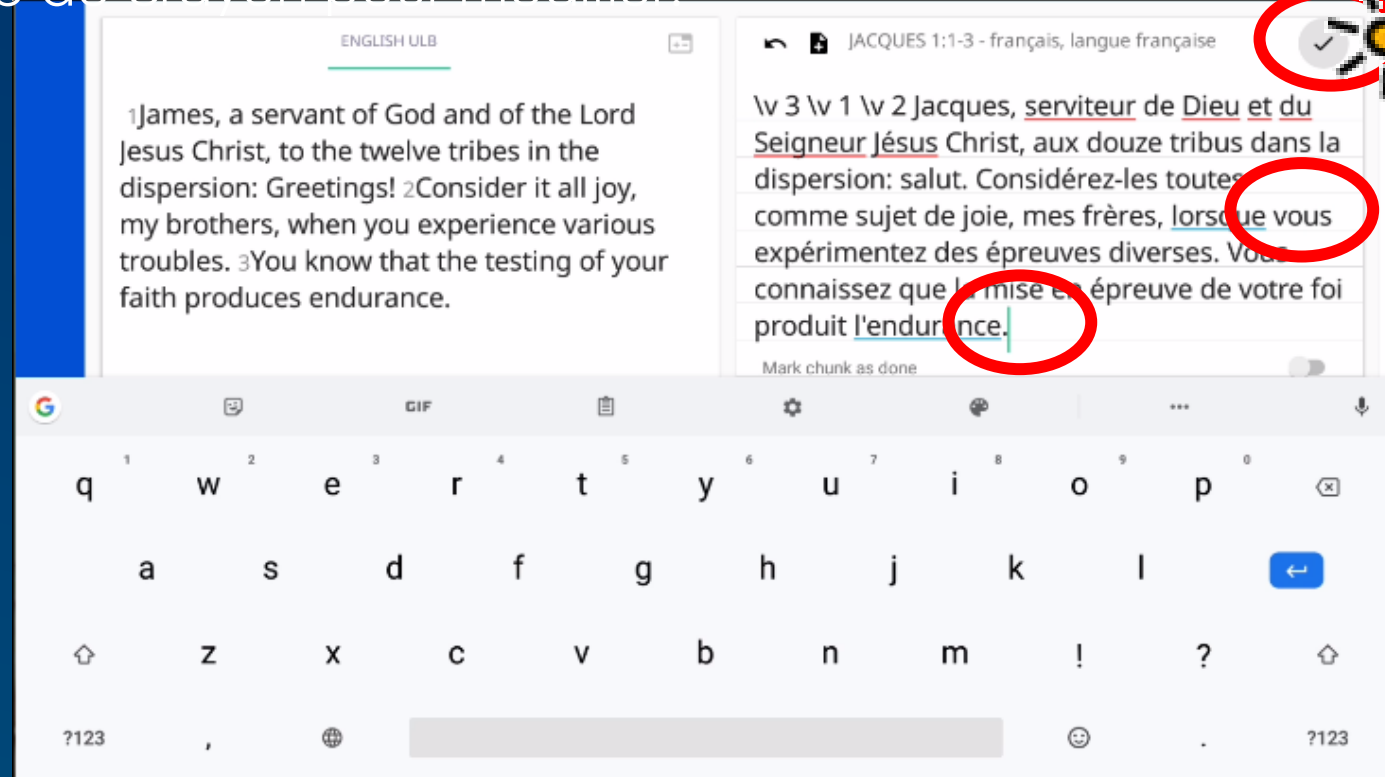 ENGLISH ULB
1James, a servant of God and of the Lord
Jesus Christ, to the twelve tribes in the
dispersion: Greetings! 2Consider it all joy,
my brothers, when you experience various
troubles. 3You know that the testing of your
faith produces endurance.
JACQUES 1:1-3 - français, langue française
\v 3 \v 1 \v 2 Jacques, serviteur de Dieu et du
Seigneur Jésus Christ, aux douze tribus dans la
dispersion: salut. Considérez-les toutes
comme sujet de joie, mes frères, lorsque vous
expérimentez des épreuves diverses. Vous
connaissez que la mise en épreuve de votre foi
produit l'endurance.
Mark chunk as done
G GIF ...
1 2 3 4 5 6 7 8 9 0
q w e r t y u i o p
a s d f g h j k l
z x c v b n m ! ?
?123 , . ?123